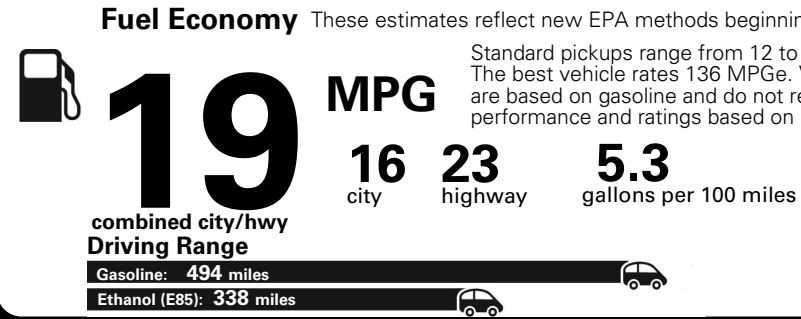 Fuel Economy These estimates reflect new EPA methods beginnin
Standard pickups range from 12 to
The best vehicle rates 136 MPGe. V
are based on gasoline and do not re
performance and ratings based on
19 MPG
combined city/hwy
16 city
23 highway
5.3 gallons per 100 miles
Driving Range
Gasoline: 494 miles
Ethanol (E85): 338 miles